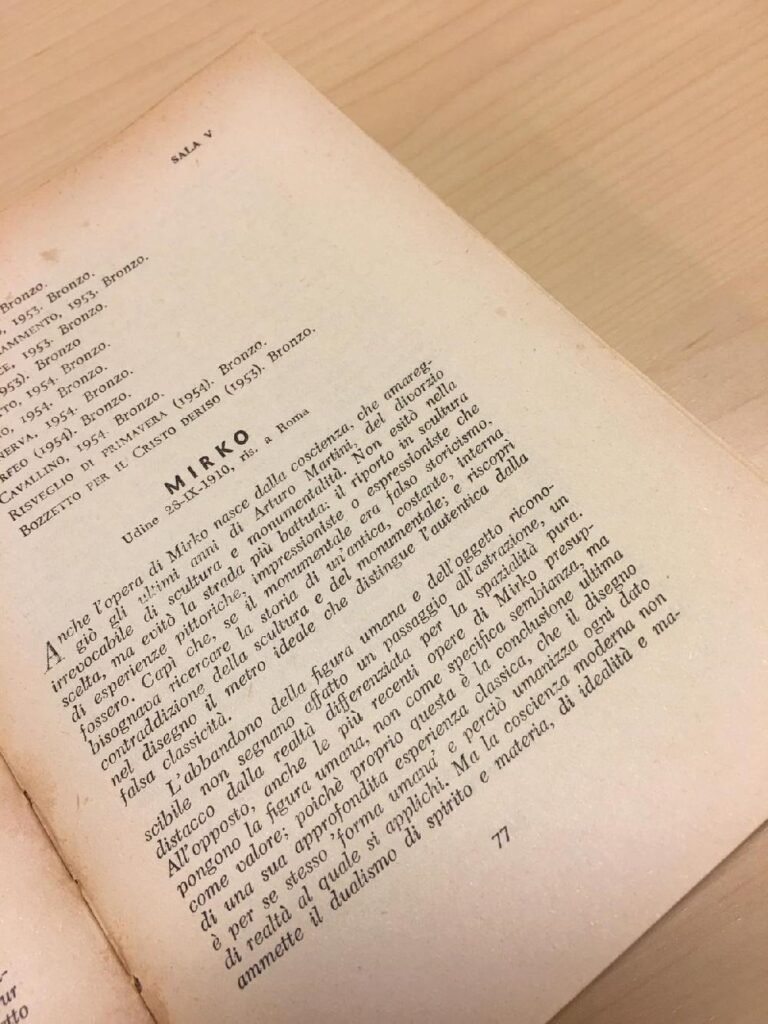 SALA V
Bronzo.
, 1953. Bronzo.
AMMENTO, 1953. Bronzo.
CE, 1953. Bronzo.
953). Bronzo
TO, 1954. Bronzo.
O, 1954. Bronzo.
NERVA, 1954. Bronzo.
RFEO (1954). Bronzo.
CAVALLINO, 1954. Bronzo.
RISVEGLIO DI PRIMAVERA (1954). Bronzo.
BOZZETTO PER IL CRISTO DERISO (1953). Bronzo.
MIRKO
Udine 28-IX-1910, ris. a Roma
Anche l'opera di Mirko nasce dalla coscienza, che amareg-
giò gli ultimi anni di Arturo Martini, del divorzio
irrevocabile di scultura e monumentalità. Non esitò nella
scelta, ma evitò la strada più battuta: il riporto in scultura
di esperienze pittoriche, impressioniste o espressioniste che
fossero. Capì che, se il monumentale era falso storicismo,
bisognava ricercare la storia di un'antica, costante, interna
contraddizione della scultura e del monumentale; e riscoprì
nel disegno il metro ideale che distingue l'autentica dalla
falsa classicità.
L'abbandono della figura umana e dell'oggetto ricono-
scibile non segnano affatto un passaggio all'astrazione, un
distacco dalla realtà differenziata per la spazialità pura.
All'opposto, anche le più recenti opere di Mirko presup-
pongono la figura umana, non come specifica sembianza, ma
come valore; poichè proprio questa è la conclusione ultima
di una sua approfondita esperienza classica, che il disegno
è per se stesso 'forma umana' e perciò umanizza ogni dato
di realtà al quale si applichi. Ma la coscienza moderna non
ammette il dualismo di spirito e materia, di idealità e ma-
77
ur
tto